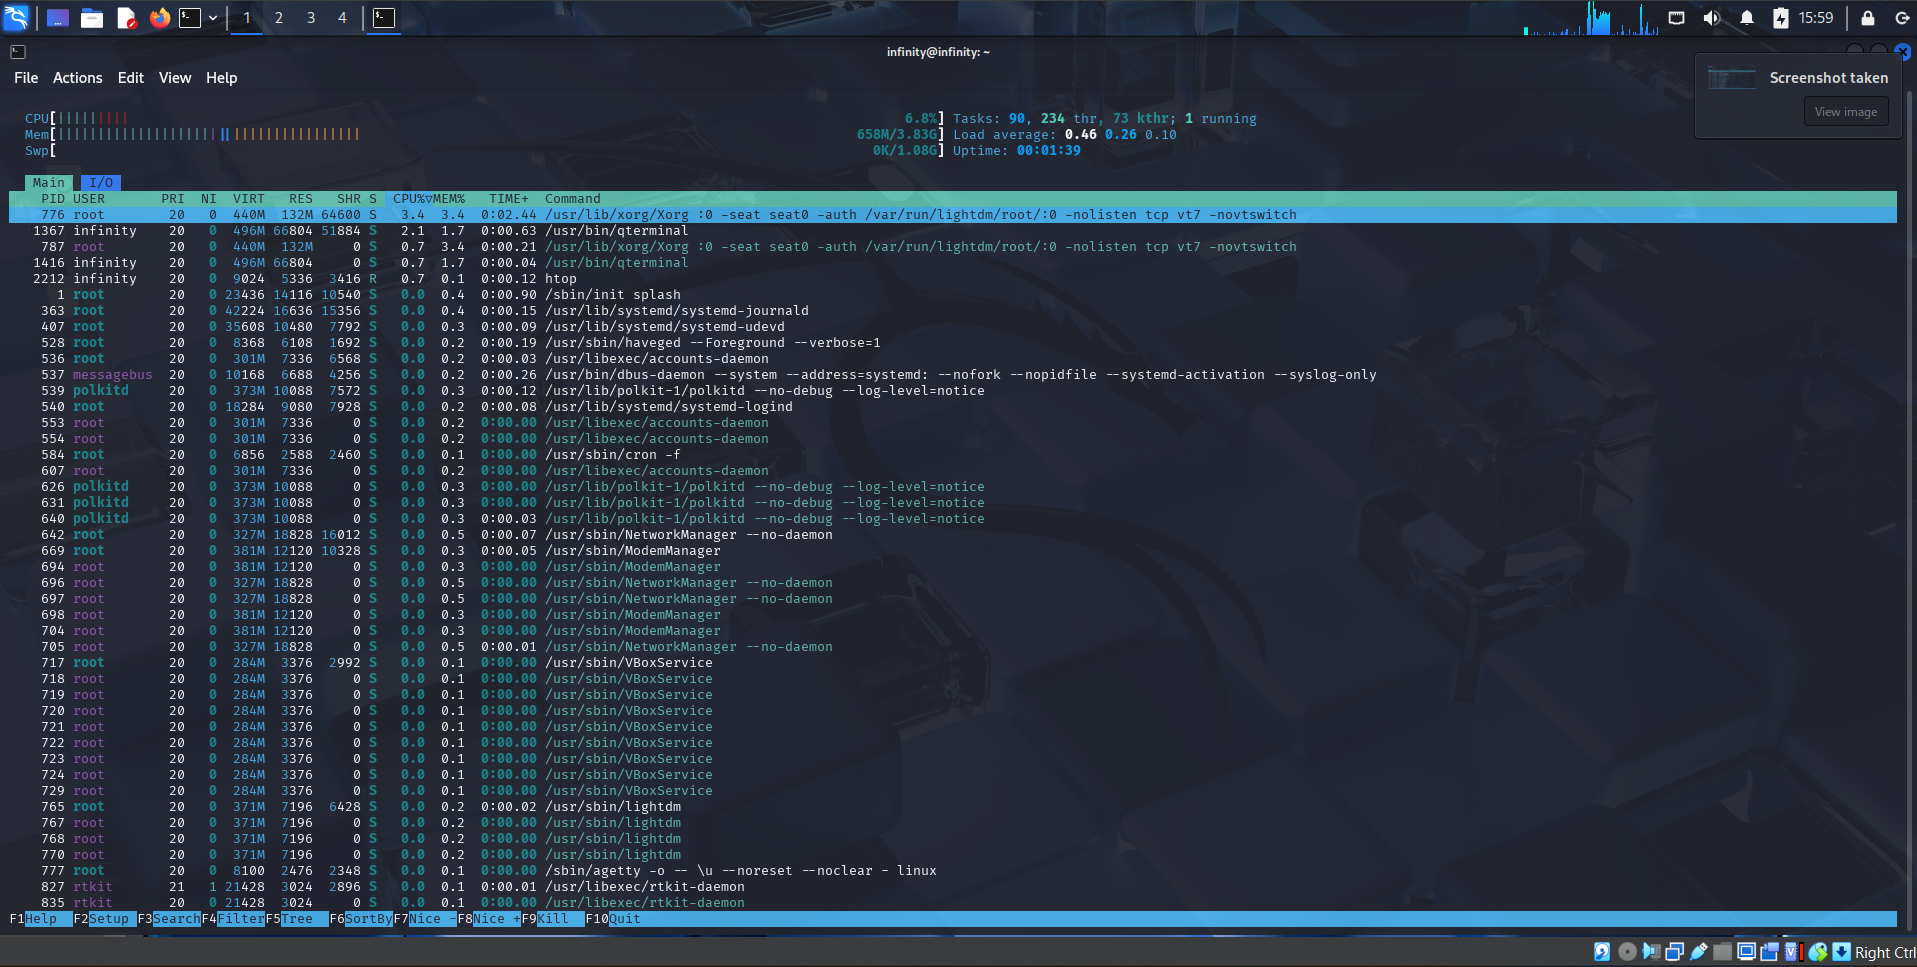 1 2 3 4 15:59
infinity@infinity: ~
File Actions Edit View Help
Screenshot taken
View image
CPU[||||||||| 6.8%] Tasks: 90, 234 thr, 73 kthr; 1 running
Mem[||||||||||||||||||||||||||||||||||||||| 658M/3.83G] Load average: 0.46 0.26 0.10
Swp[ 0K/1.08G] Uptime: 00:01:39
Main I/O
PID USER PRI NI VIRT RES SHR S CPU%▽MEM% TIME+ Command
776 root 20 0 440M 132M 64600 S 3.4 3.4 0:02.44 /usr/lib/xorg/Xorg :0 -seat seat0 -auth /var/run/lightdm/root/:0 -nolisten tcp vt7 -novtswitch
1367 infinity 20 0 496M 66804 51884 S 2.1 1.7 0:00.63 /usr/bin/qterminal
787 root 20 0 440M 132M 0 S 0.7 3.4 0:00.21 /usr/lib/xorg/Xorg :0 -seat seat0 -auth /var/run/lightdm/root/:0 -nolisten tcp vt7 -novtswitch
1416 infinity 20 0 496M 66804 0 S 0.7 1.7 0:00.04 /usr/bin/qterminal
2212 infinity 20 0 9024 5336 3416 R 0.7 0.1 0:00.12 htop
1 root 20 0 23436 14116 10540 S 0.0 0.4 0:00.90 /sbin/init splash
363 root 20 0 42224 16636 15356 S 0.0 0.4 0:00.15 /usr/lib/systemd/systemd-journald
407 root 20 0 35608 10480 7792 S 0.0 0.3 0:00.09 /usr/lib/systemd/systemd-udevd
528 root 20 0 8368 6108 1692 S 0.0 0.2 0:00.19 /usr/sbin/haveged --Foreground --verbose=1
536 root 20 0 301M 7336 6568 S 0.0 0.2 0:00.03 /usr/libexec/accounts-daemon
537 messagebus 20 0 10168 6688 4256 S 0.0 0.2 0:00.26 /usr/bin/dbus-daemon --system --address=systemd: --nofork --nopidfile --systemd-activation --syslog-only
539 polkitd 20 0 373M 10088 7572 S 0.0 0.3 0:00.12 /usr/lib/polkit-1/polkitd --no-debug --log-level=notice
540 root 20 0 18284 9080 7928 S 0.0 0.2 0:00.08 /usr/lib/systemd/systemd-logind
553 root 20 0 301M 7336 0 S 0.0 0.2 0:00.00 /usr/libexec/accounts-daemon
554 root 20 0 301M 7336 0 S 0.0 0.2 0:00.00 /usr/libexec/accounts-daemon
584 root 20 0 6856 2588 2460 S 0.0 0.1 0:00.00 /usr/sbin/cron -f
607 root 20 0 301M 7336 0 S 0.0 0.2 0:00.00 /usr/libexec/accounts-daemon
626 polkitd 20 0 373M 10088 0 S 0.0 0.3 0:00.00 /usr/lib/polkit-1/polkitd --no-debug --log-level=notice
631 polkitd 20 0 373M 10088 0 S 0.0 0.3 0:00.00 /usr/lib/polkit-1/polkitd --no-debug --log-level=notice
640 polkitd 20 0 373M 10088 0 S 0.0 0.3 0:00.03 /usr/lib/polkit-1/polkitd --no-debug --log-level=notice
642 root 20 0 327M 18828 16012 S 0.0 0.5 0:00.07 /usr/sbin/NetworkManager --no-daemon
669 root 20 0 381M 12120 10328 S 0.0 0.3 0:00.05 /usr/sbin/ModemManager
694 root 20 0 381M 12120 0 S 0.0 0.3 0:00.00 /usr/sbin/ModemManager
696 root 20 0 327M 18828 0 S 0.0 0.5 0:00.00 /usr/sbin/NetworkManager --no-daemon
697 root 20 0 327M 18828 0 S 0.0 0.5 0:00.00 /usr/sbin/NetworkManager --no-daemon
698 root 20 0 381M 12120 0 S 0.0 0.3 0:00.00 /usr/sbin/ModemManager
704 root 20 0 381M 12120 0 S 0.0 0.3 0:00.00 /usr/sbin/ModemManager
705 root 20 0 327M 18828 0 S 0.0 0.5 0:00.01 /usr/sbin/NetworkManager --no-daemon
717 root 20 0 284M 3376 2992 S 0.0 0.1 0:00.00 /usr/sbin/VBoxService
718 root 20 0 284M 3376 0 S 0.0 0.1 0:00.00 /usr/sbin/VBoxService
719 root 20 0 284M 3376 0 S 0.0 0.1 0:00.00 /usr/sbin/VBoxService
720 root 20 0 284M 3376 0 S 0.0 0.1 0:00.00 /usr/sbin/VBoxService
721 root 20 0 284M 3376 0 S 0.0 0.1 0:00.00 /usr/sbin/VBoxService
722 root 20 0 284M 3376 0 S 0.0 0.1 0:00.00 /usr/sbin/VBoxService
723 root 20 0 284M 3376 0 S 0.0 0.1 0:00.00 /usr/sbin/VBoxService
724 root 20 0 284M 3376 0 S 0.0 0.1 0:00.00 /usr/sbin/VBoxService
729 root 20 0 284M 3376 0 S 0.0 0.1 0:00.00 /usr/sbin/VBoxService
765 root 20 0 371M 7196 6428 S 0.0 0.2 0:00.02 /usr/sbin/lightdm
767 root 20 0 371M 7196 0 S 0.0 0.2 0:00.00 /usr/sbin/lightdm
768 root 20 0 371M 7196 0 S 0.0 0.2 0:00.00 /usr/sbin/lightdm
770 root 20 0 371M 7196 0 S 0.0 0.2 0:00.00 /usr/sbin/lightdm
777 root 20 0 8100 2476 2348 S 0.0 0.1 0:00.00 /sbin/agetty -o -- \u --noreset --noclear - linux
827 rtkit 21 1 21428 3024 2896 S 0.0 0.1 0:00.01 /usr/libexec/rtkit-daemon
835 rtkit 20 0 21428 3024 0 S 0.0 0.1 0:00.00 /usr/libexec/rtkit-daemon
F1Help F2Setup F3SearchF4FilterF5Tree F6SortByF7Nice -F8Nice +F9Kill F10Quit
Right Ctrl